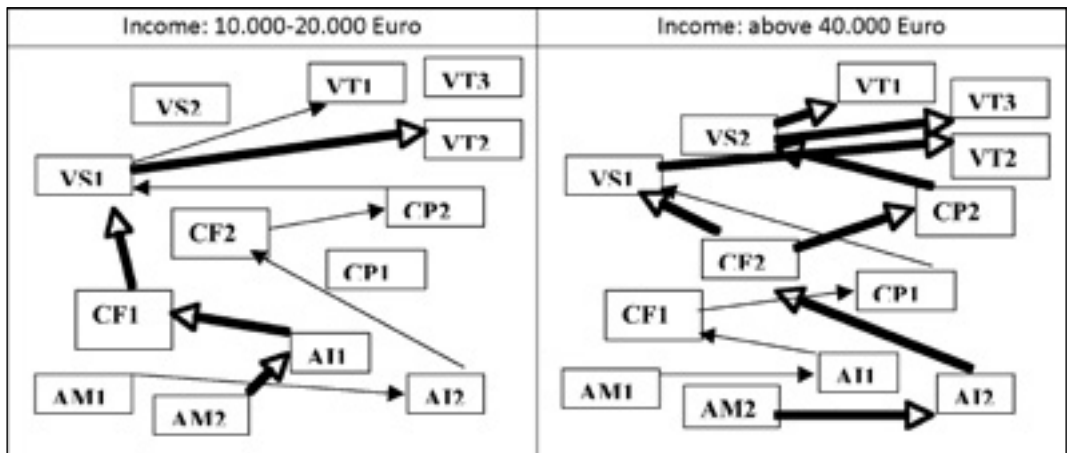 Income: 10.000-20.000 Euro
VT1
VT3
VS2
VT2
VS1
CP2
CF2
CP1
CF1
AI1
AM1
AI2
AM2
Income: above 40.000 Euro
VT1
VT3
VS2
VT2
VS1
CP2
CF2
CP1
CF1
AI1
AM1
AI2
AM2